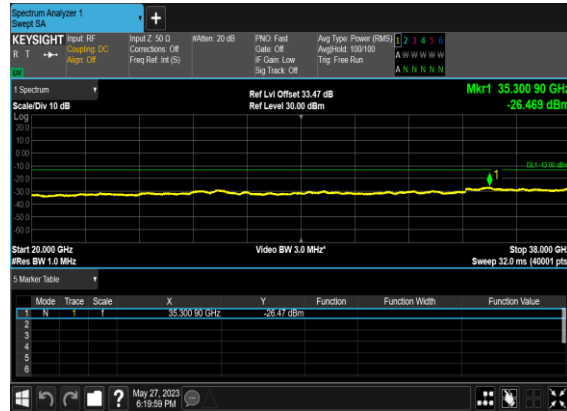 Spectrum Analyzer 1
Swept SA
+
KEYSIGHT Input: RF Input Z: 50 Ω #Atten: 20 dB PNO: Fast Avg Type: Power (RMS) 1 2 3 4 5 6
R T Coupling: DC Corrections: Off Gate: Off Avg|Hold: 100/100 A W W W W W
Align: Off Freq Ref: Int (S) IF Gain: Low Trig: Free Run
Sig Track: Off A N N N N N
1 Spectrum Ref Lvl Offset 33.47 dB Mkr1 35.300 90 GHz
Scale/Div 10 dB Ref Level 30.00 dBm -26.469 dBm
Log
20.0
10.0
0.00
-10.0 DL1 -13.00 dBm
-20.0 1
-30.0
-40.0
-50.0
-60.0
Start 20.000 GHz Video BW 3.0 MHz* Stop 38.000 GHz
#Res BW 1.0 MHz Sweep 32.0 ms (40001 pts
5 Marker Table
Mode Trace Scale X Y Function Function Width Function Value
1 N 1 f 35.300 90 GHz -26.47 dBm
2
3
4
5
6
? May 27, 2023
6:19:59 PM